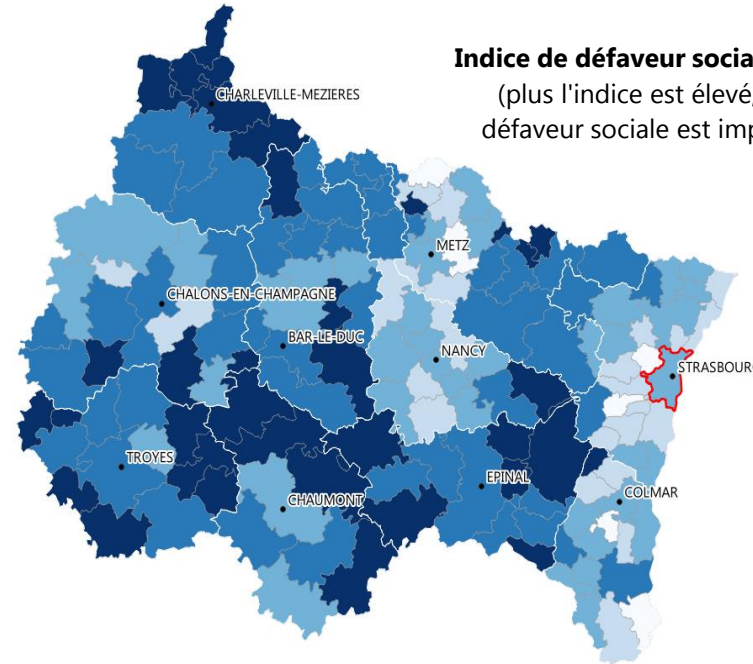 Indice de défaveur socia
(plus l'indice est élevé,
défaveur sociale est imp
CHARLEVILLE-MEZIERES
METZ
CHALONS-EN-CHAMPAGNE
BAR-LE-DUC
NANCY
STRASBOURG
TROYES
EPINAL
CHAUMONT
COLMAR